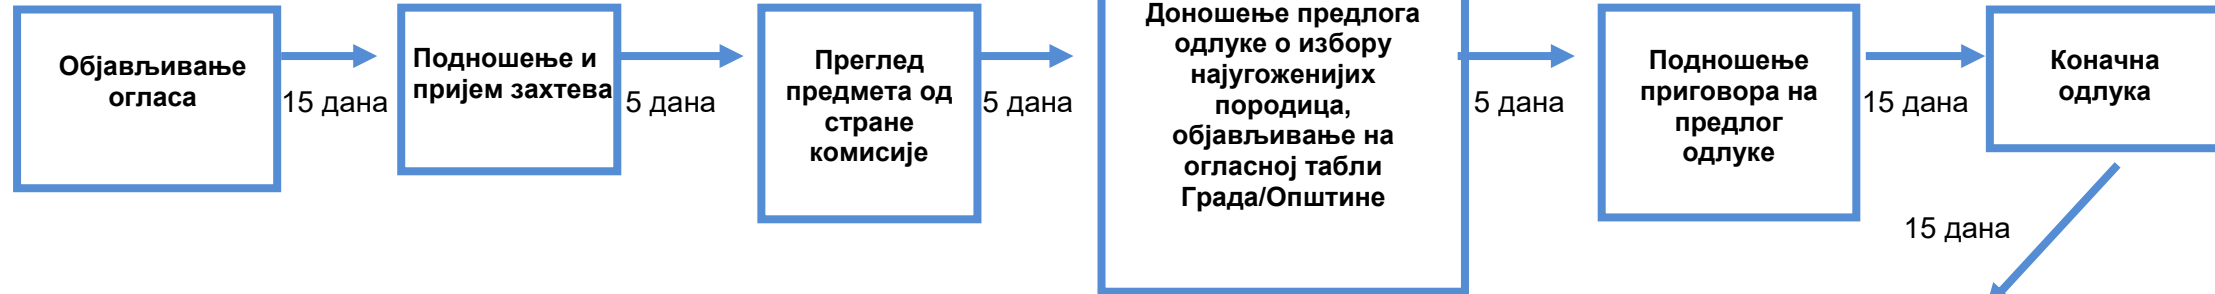 Објављивање
огласа
15 дана
Подношење и
пријем захтева
5 дана
Преглед
предмета од
стране
комисије
5 дана
Доношење предлога
одлуке о избору
најугоженијих
породица,
објављивање на
огласној табли
Града/Општине
5 дана
Подношење
приговора на
предлог
одлуке
15 дана
Коначна
одлука
15 дана